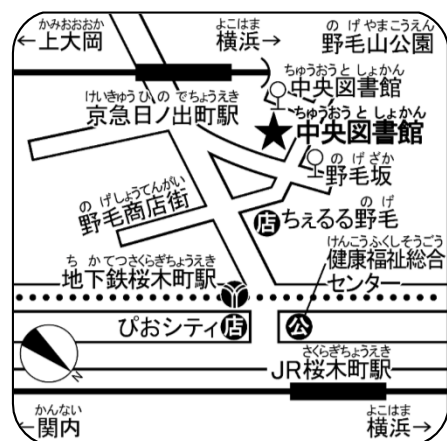 かみおおおか
←上大岡
よこはま
横浜→
のげやまこうえん
野毛山公園
ちゅうおうとしょかん
中央図書館
けいきゅうひのでちょうえき
京急日ノ出町駅
ちゅうおうとしょかん
★中央図書館
のげざか
野毛坂
のげしょうてんがい
野毛商店街
のげ
店ちぇるる野毛
けんこうふくしそうごう
健康福祉総合
センター
ちかてつさくらぎちょうえき
地下鉄桜木町駅
ぴおシティ店
公
N
さくらぎちょうえき
JR桜木町駅
かんない
←関内
よこはま
横浜→